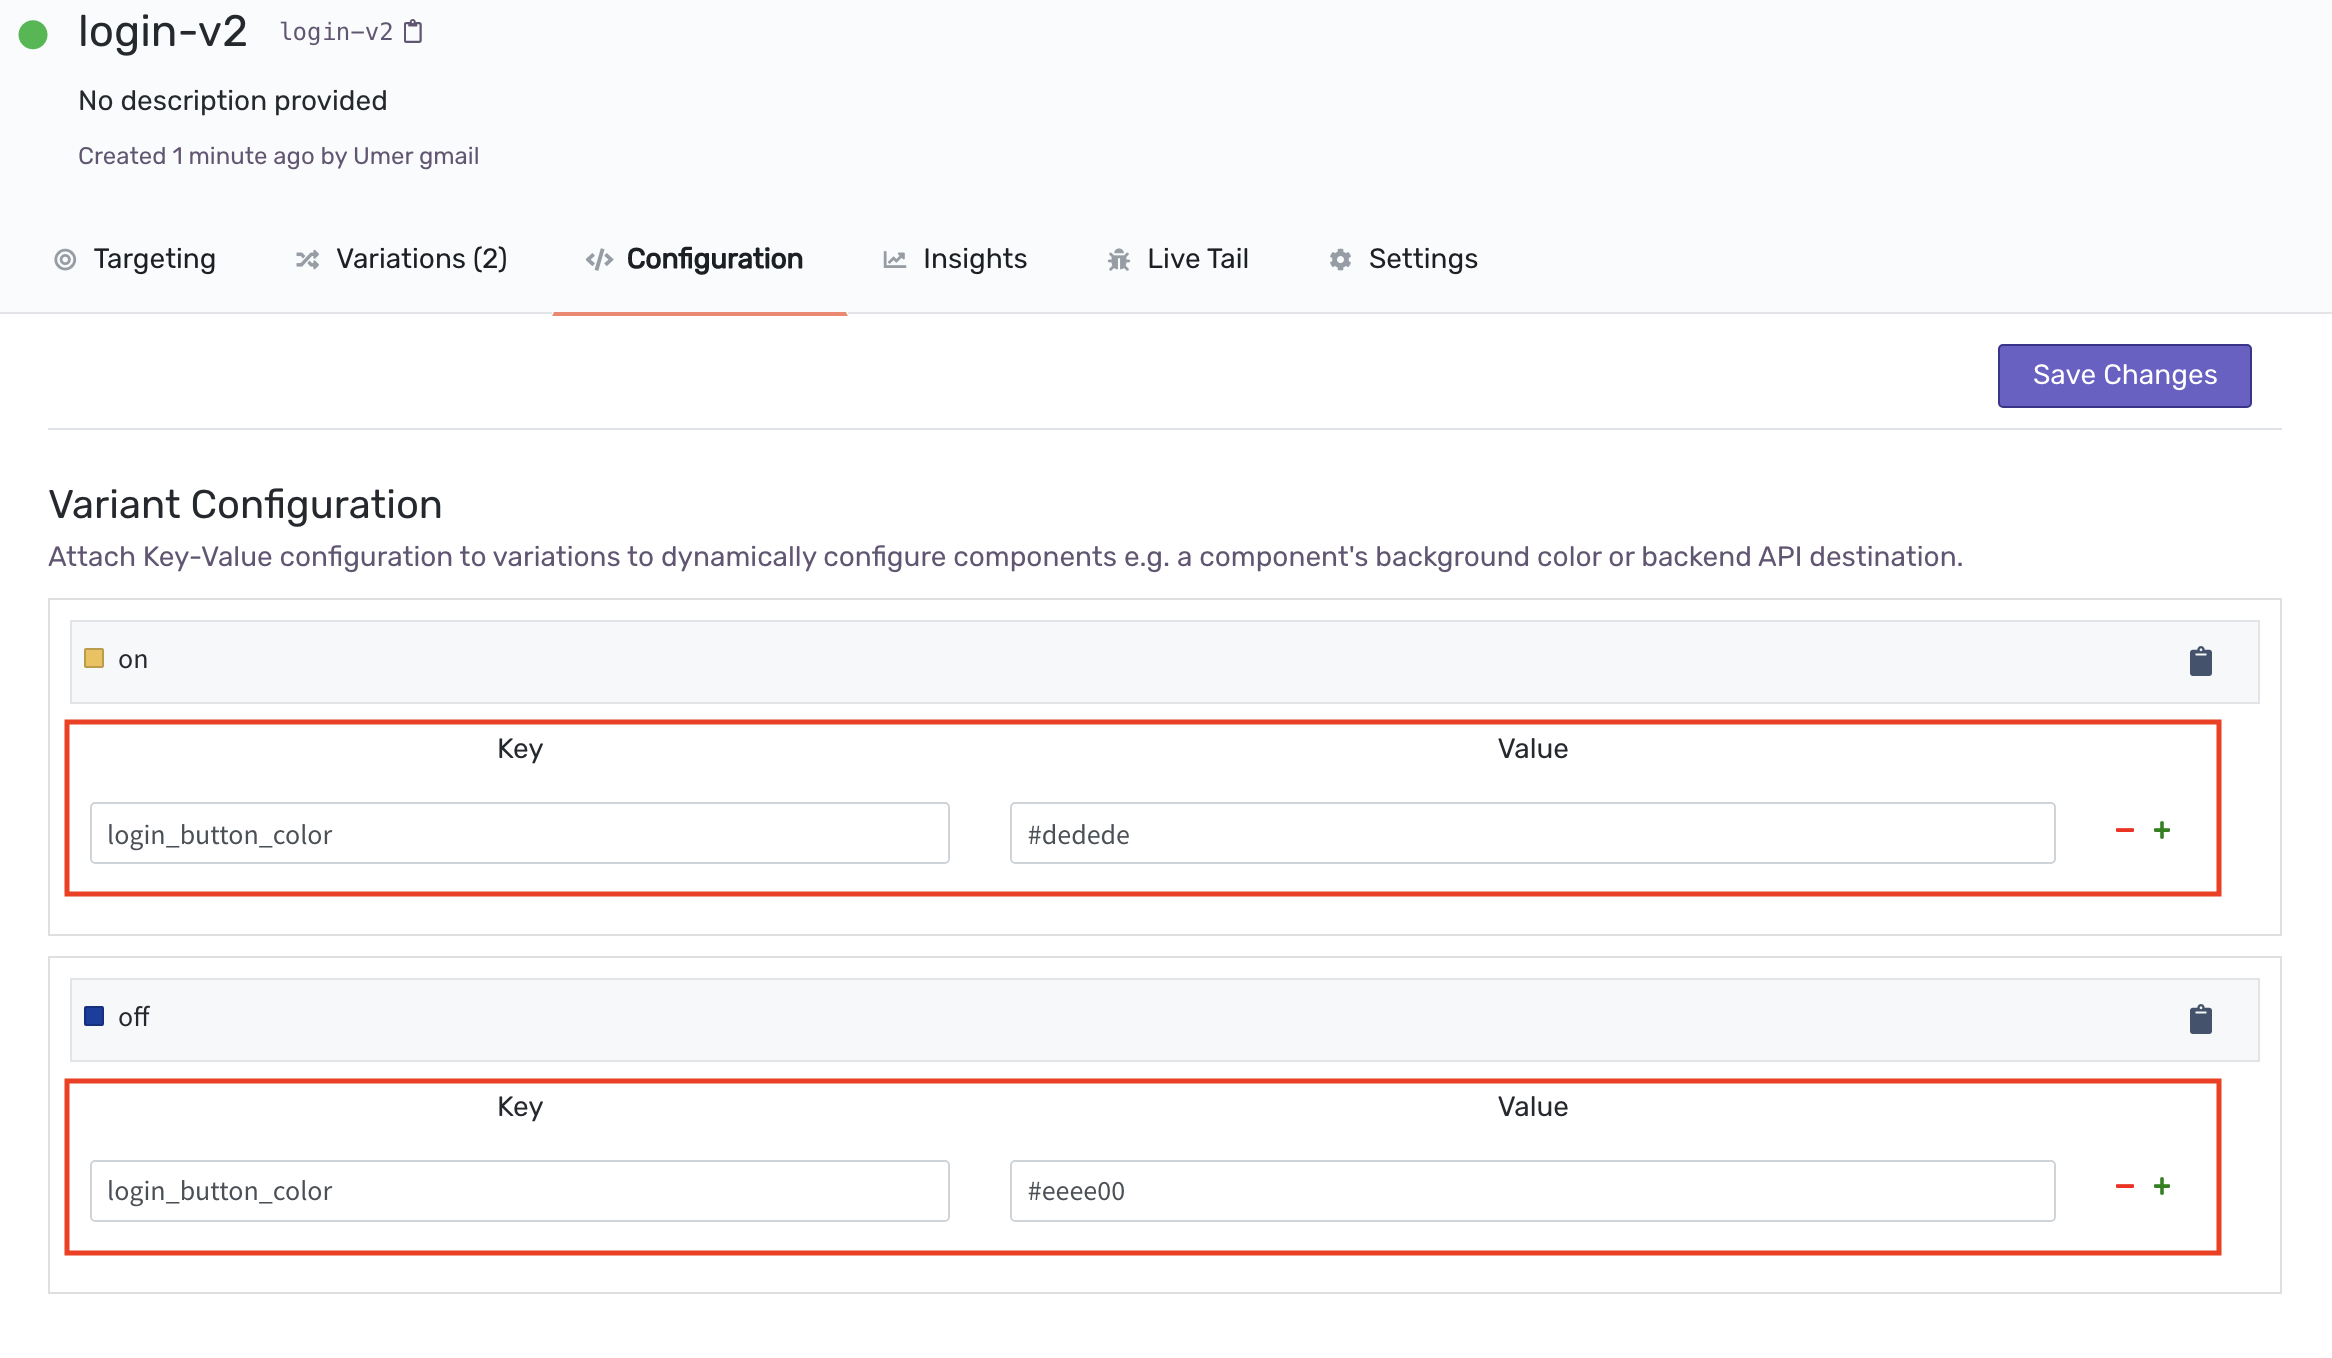 login-v2 login-v2
No description provided
Created 1 minute ago by Umer gmail
Targeting Variations (2) Configuration Insights Live Tail Settings
Save Changes
Variant Configuration
Attach Key-Value configuration to variations to dynamically configure components e.g. a component's background color or backend API destination.
on
Key Value
login_button_color #dedede
off
Key Value
login_button_color #eeee00